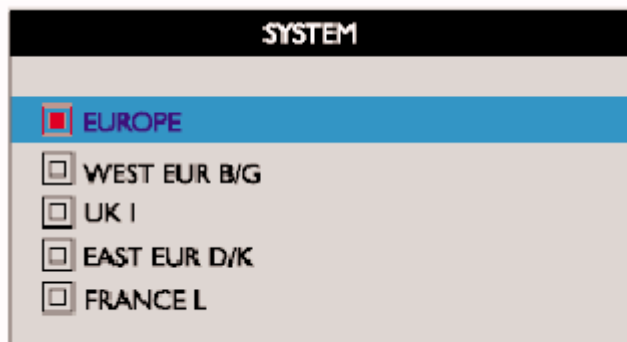 SYSTEM
EUROPE
WEST EUR B/G
UK I
EAST EUR D/K
FRANCE L